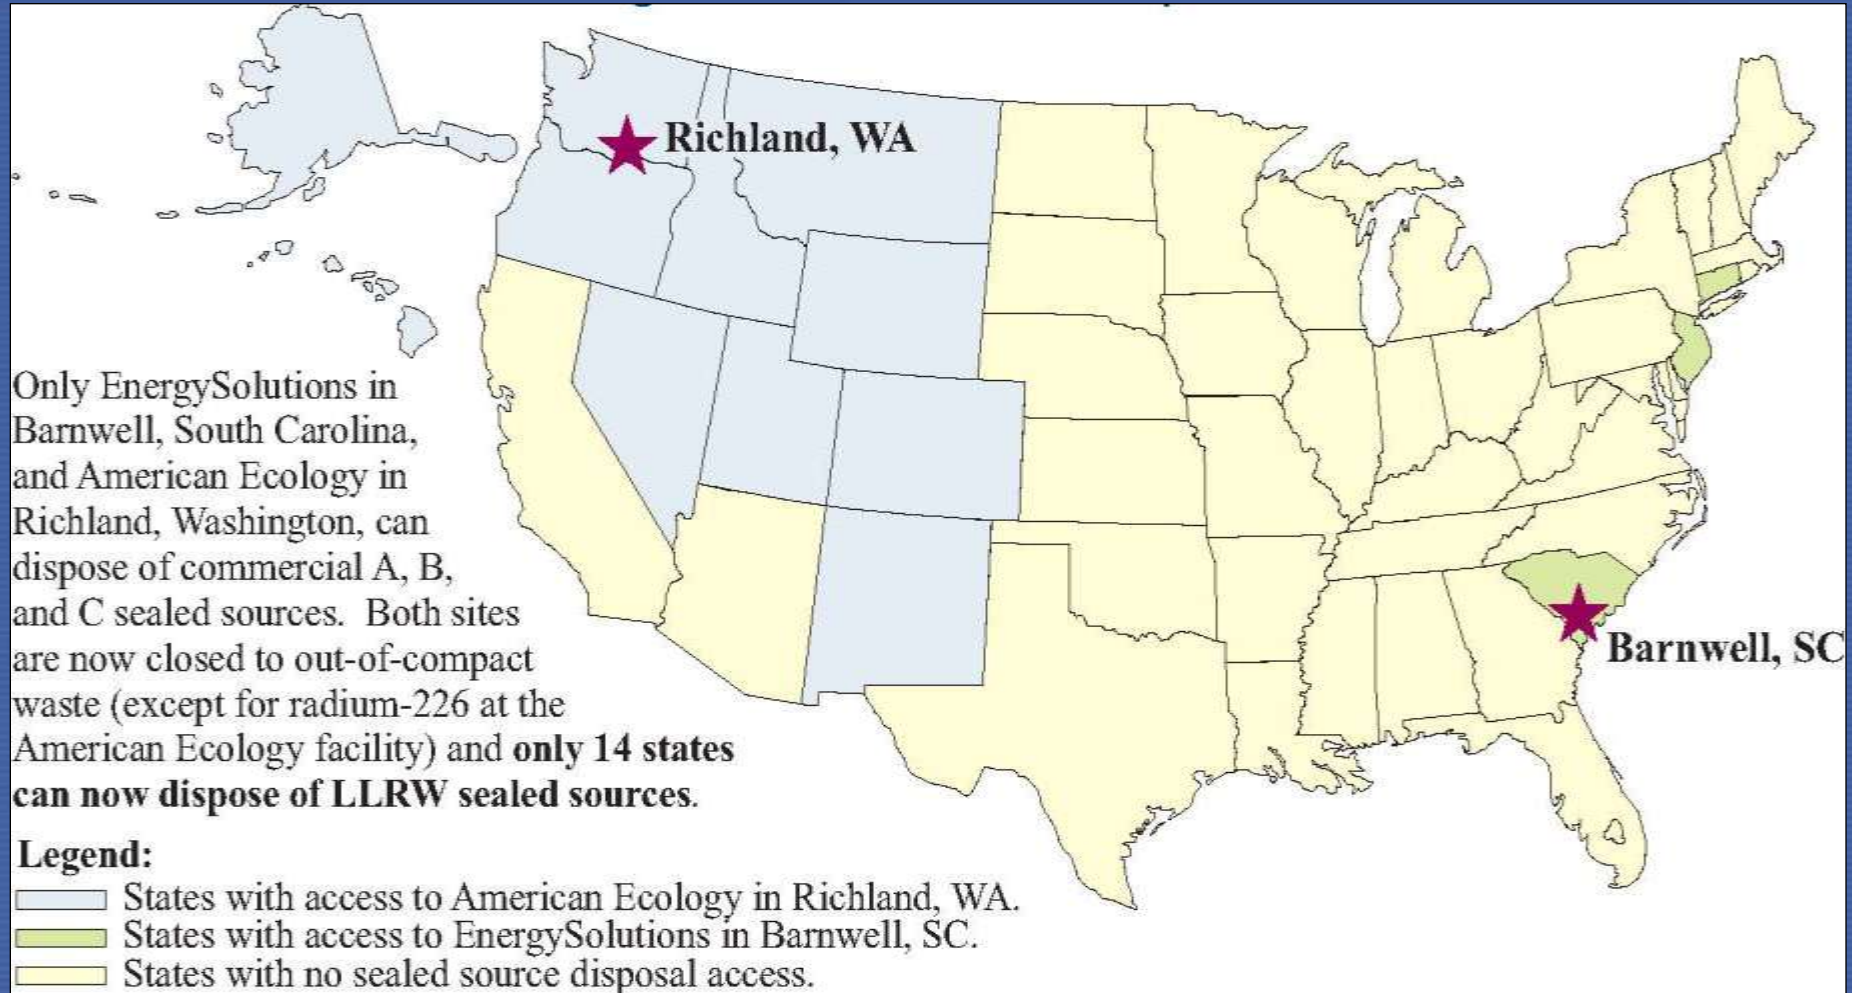 Richland, WA
Only EnergySolutions in
Barnwell, South Carolina,
and American Ecology in
Richland, Washington, can
dispose of commercial A, B,
and C sealed sources. Both sites
are now closed to out-of-compact
waste (except for radium-226 at the
American Ecology facility) and only 14 states
can now dispose of LLRW sealed sources.
Barnwell, SC
Legend:
States with access to American Ecology in Richland, WA.
States with access to EnergySolutions in Barnwell, SC.
States with no sealed source disposal access.